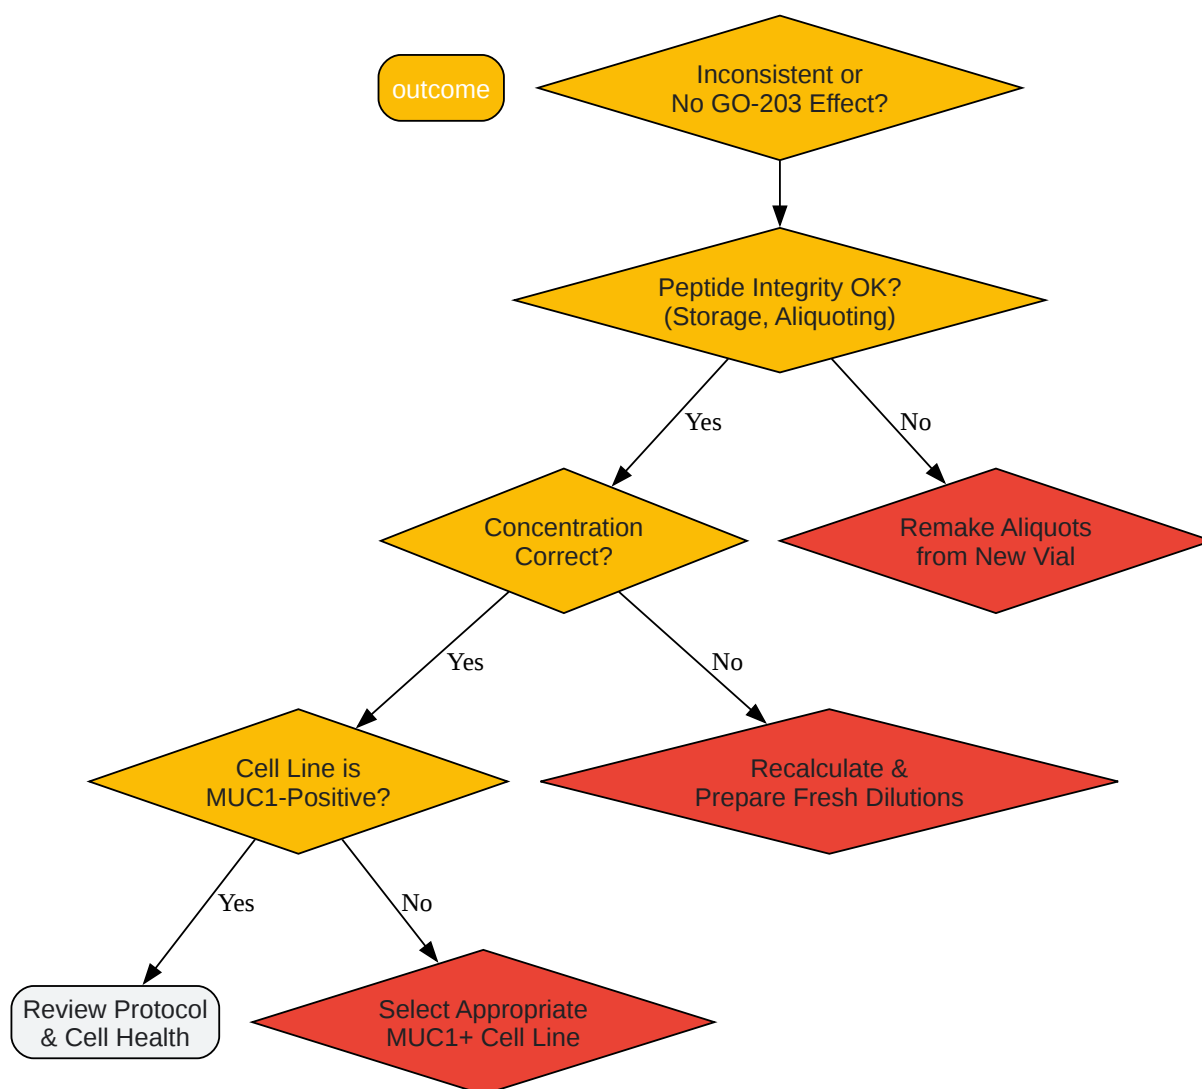 outcome
Inconsistent or
No GO-203 Effect?
Peptide Integrity OK?
(Storage, Aliquoting)
Yes
No
Concentration
Correct?
Remake Aliquots
from New Vial
Yes
No
Cell Line is
MUC1-Positive?
Recalculate &
Prepare Fresh Dilutions
Yes
No
Review Protocol
& Cell Health
Select Appropriate
MUC1+ Cell Line